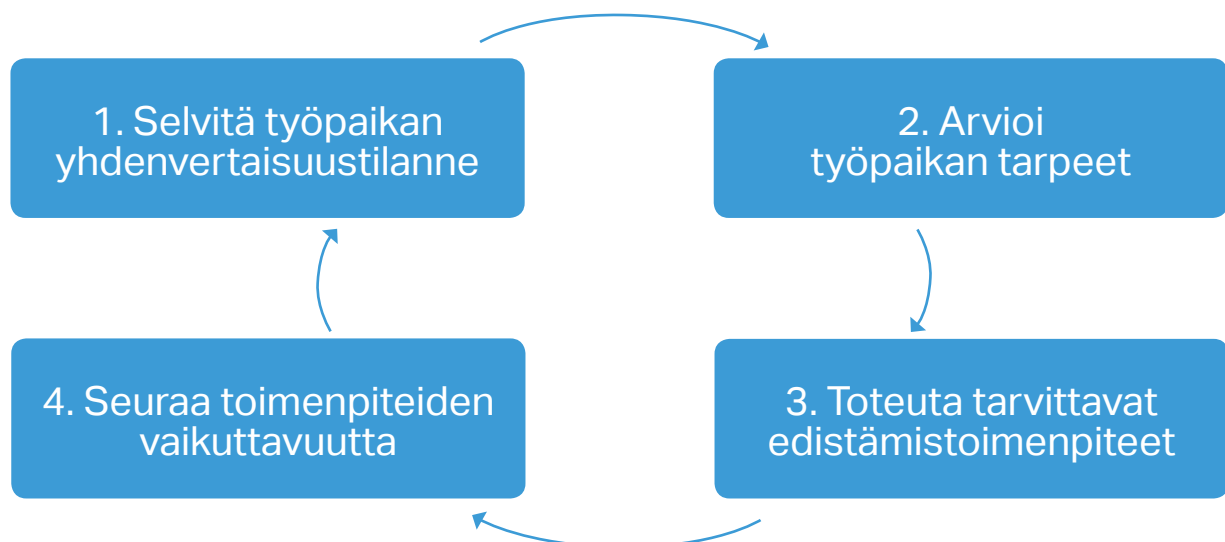 1. Selvitä työpaikan
yhdenvertaisuustilanne
2. Arvioi
työpaikan tarpeet
3. Toteuta tarvittavat
edistämistoimenpiteet
4. Seuraa toimenpiteiden
vaikuttavuutta